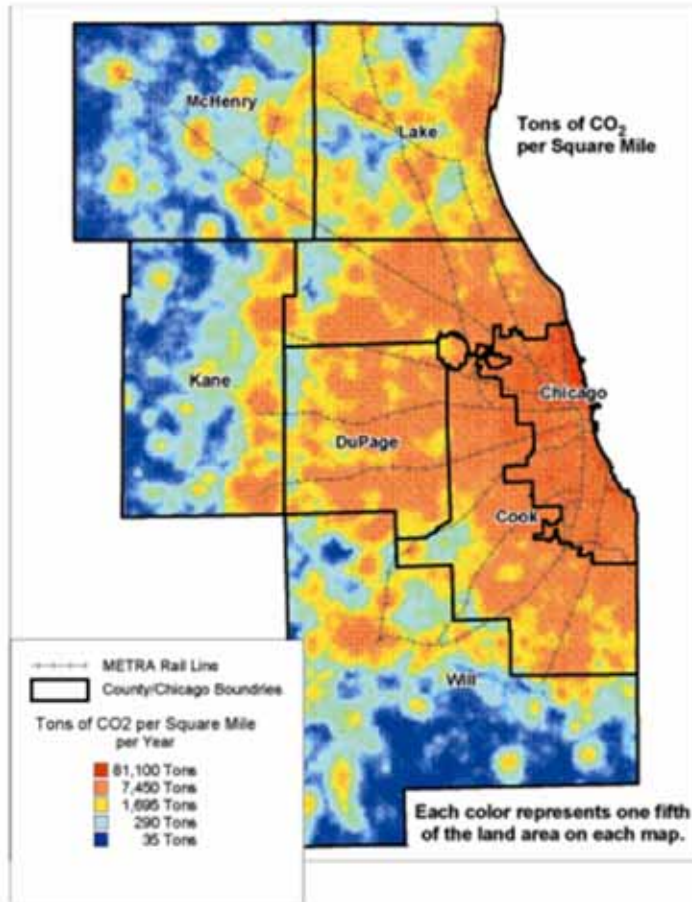 McHenry
Lake
Tons of CO2
per Square Mile
Kane
Chicago
DuPage
Cook
Will
METRA Rail Line
County/Chicago Boundries
Tons of CO2 per Square Mile
per Year
81,100 Tons
7,450 Tons
1,695 Tons
290 Tons
35 Tons
Each color represents one fifth
of the land area on each map.